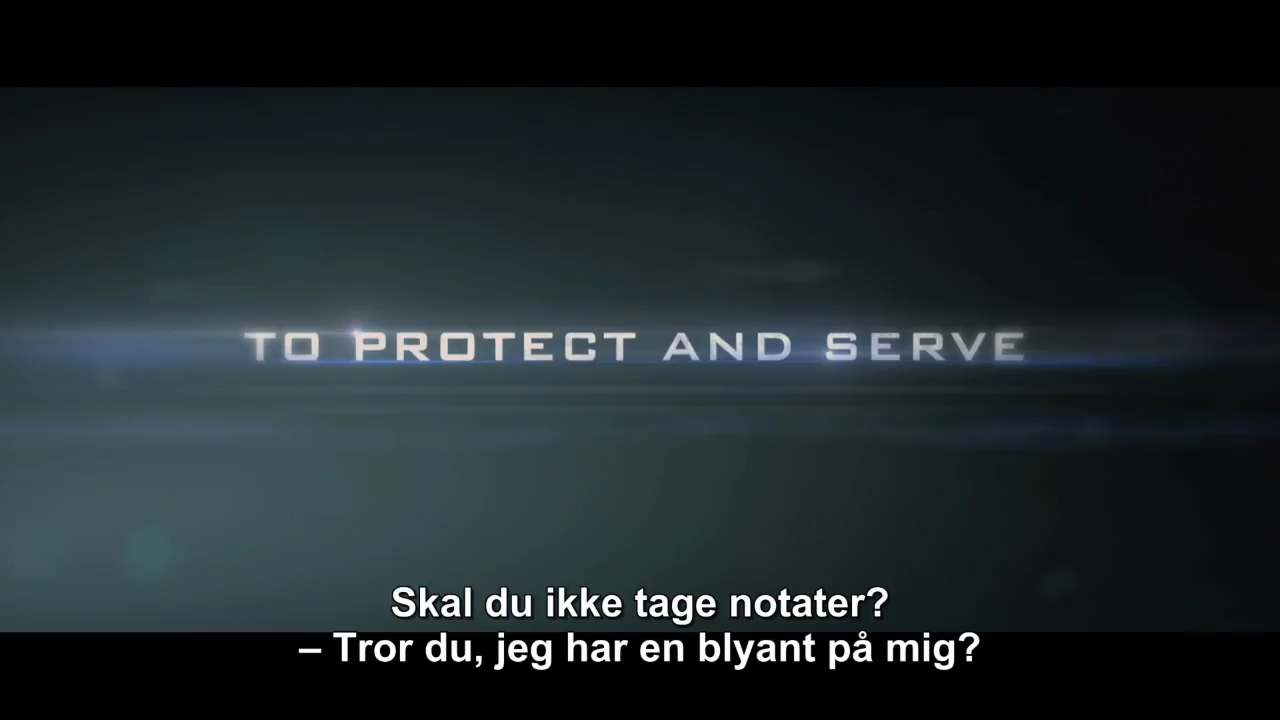 TO PROTECT AND SERVE
Skal du ikke tage notater?
– Tror du, jeg har en blyant på mig?